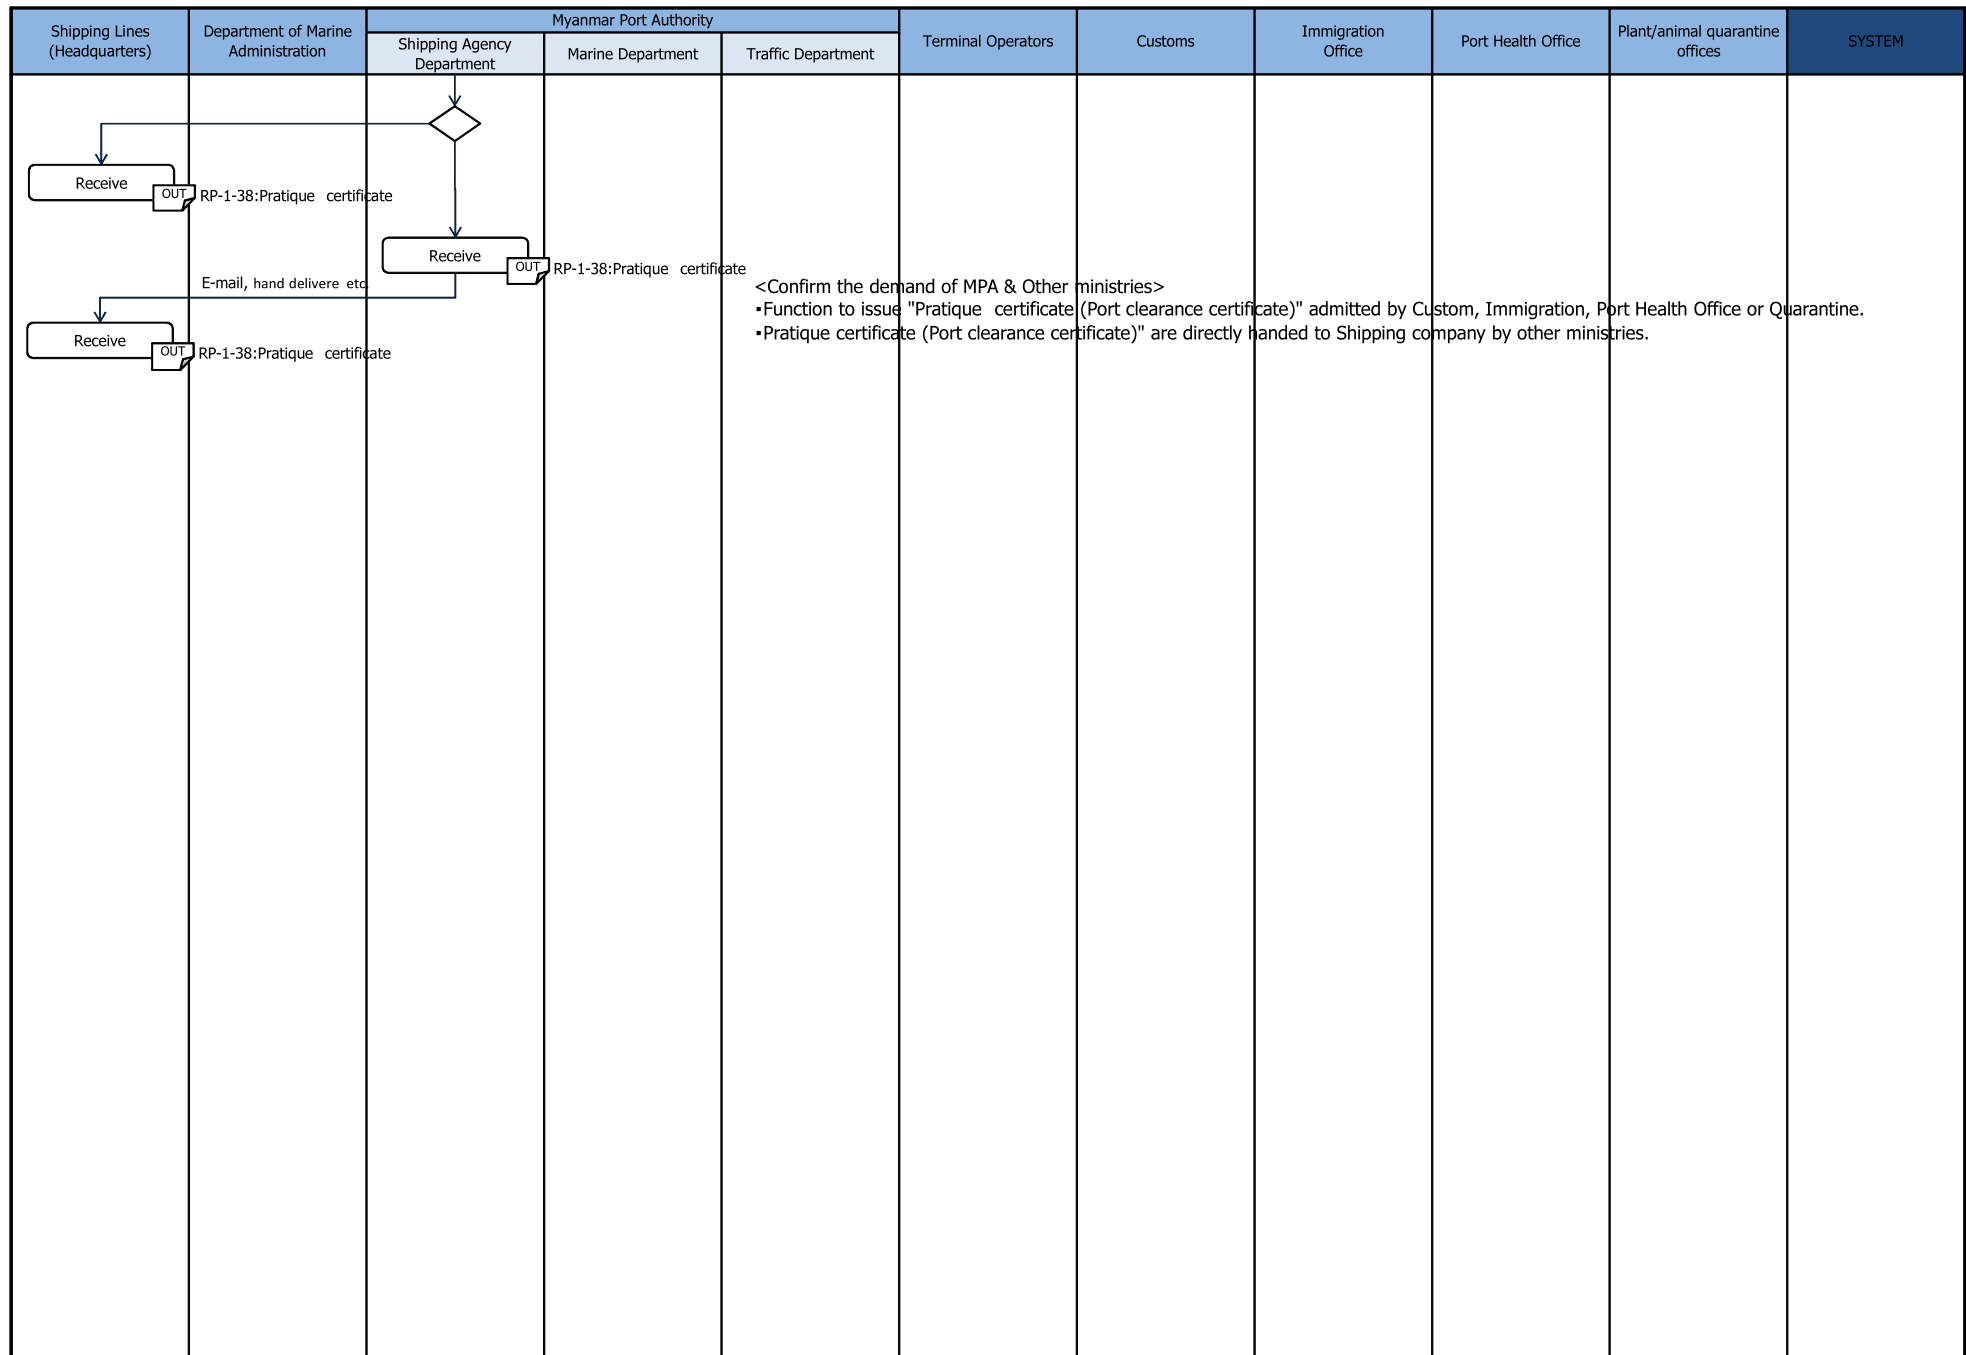 Shipping Lines
(Headquarters)
Department of Marine
Administration
Myanmar Port Authority
Shipping Agency
Department
Marine Department
Traffic Department
Terminal Operators
Customs
Immigration
Office
Port Health Office
Plant/animal quarantine
offices
SYSTEM
Receive
OUT
RP-1-38:Pratique certificate
Receive
OUT
RP-1-38:Pratique certificate
E-mail, hand delivere etc.
Receive
OUT
RP-1-38:Pratique certificate
<Confirm the demand of MPA & Other ministries>
▪Function to issue "Pratique certificate (Port clearance certificate)" admitted by Custom, Immigration, Port Health Office or Quarantine.
▪Pratique certificate (Port clearance certificate)" are directly handed to Shipping company by other ministries.